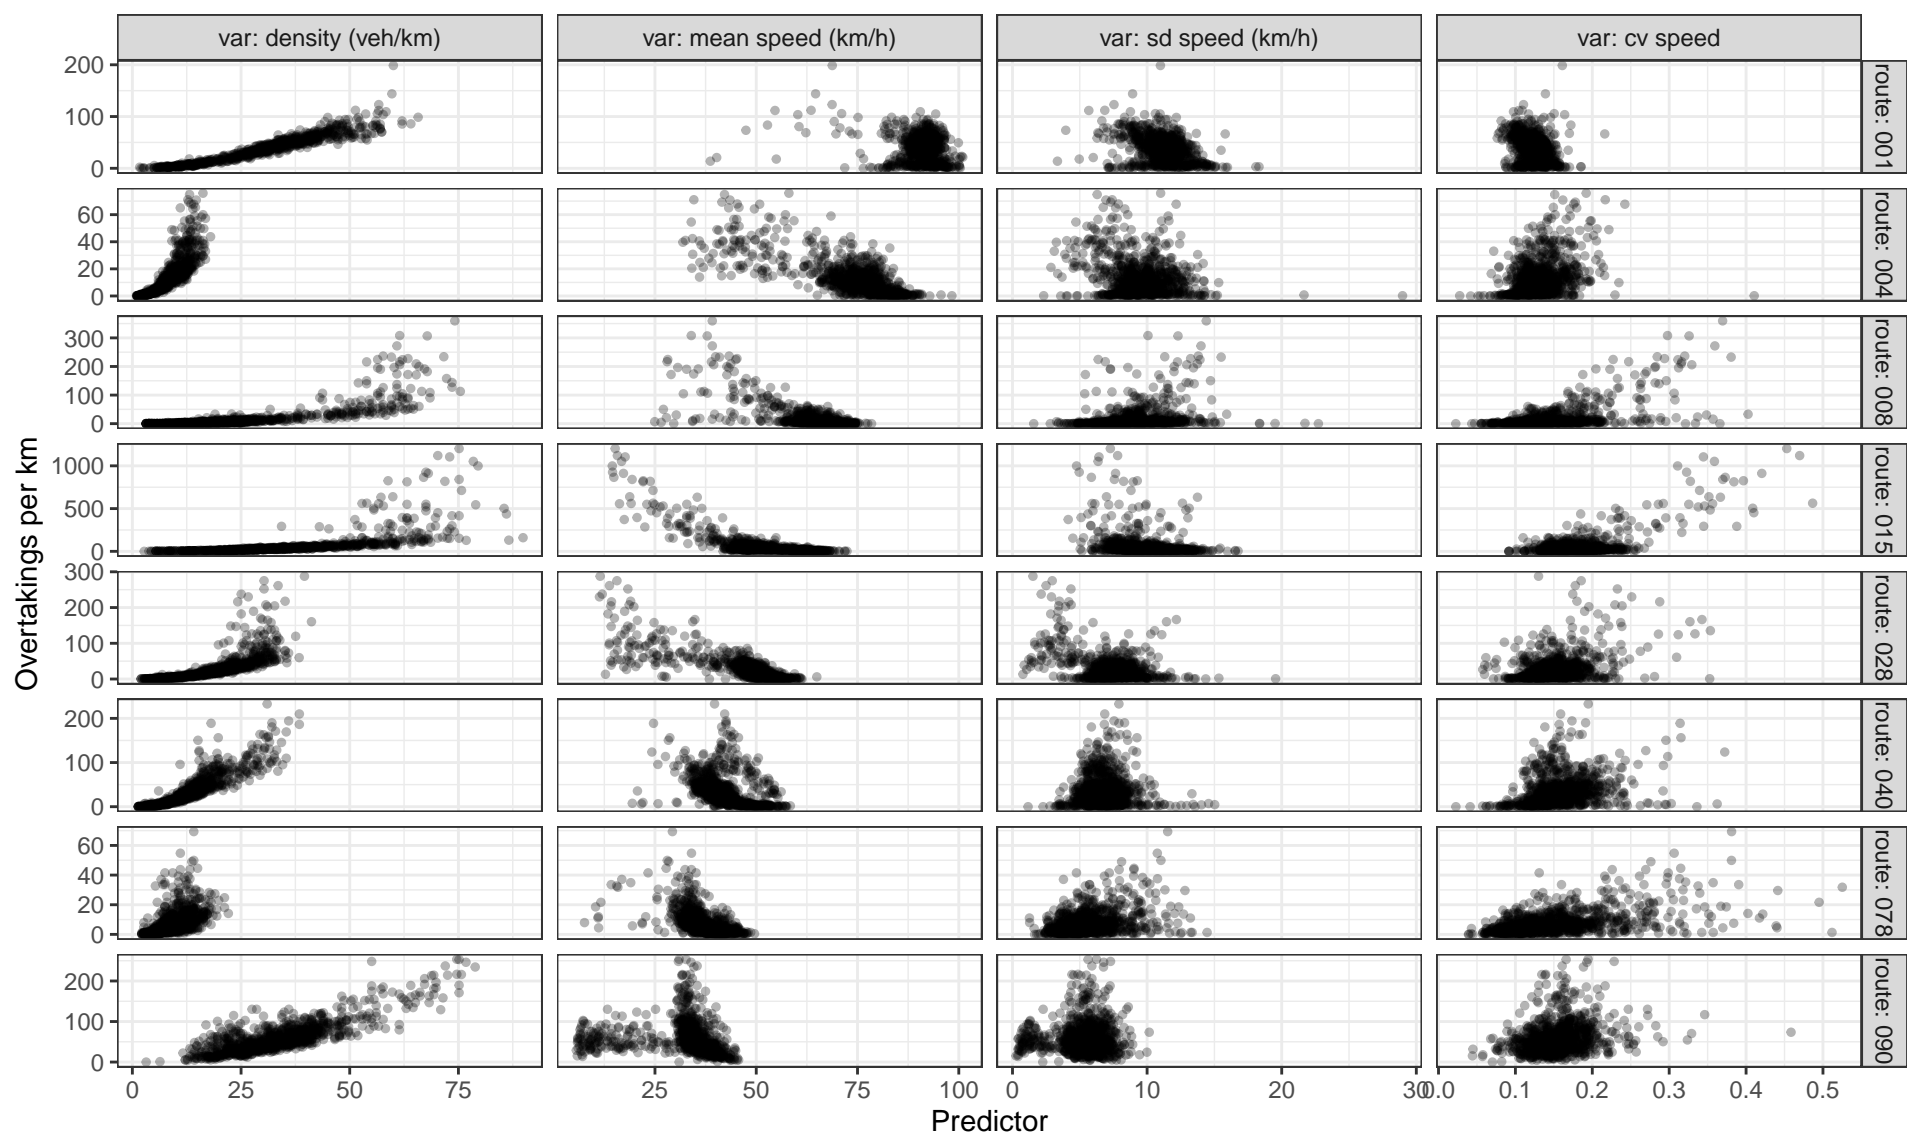 var: density (veh/km) var: mean speed (km/h) var: sd speed (km/h) var: cv speed
Overtakings per km
0 100 200
route: 001
0 20 40 60
route: 004
0 100 200 300
route: 008
0 500 1000
route: 015
0 100 200 300
route: 028
0 100 200
route: 040
0 20 40 60
route: 078
0 100 200
route: 090
0 25 50 75
25 50 75 100
0 10 20 30
0.0 0.1 0.2 0.3 0.4 0.5
Predictor